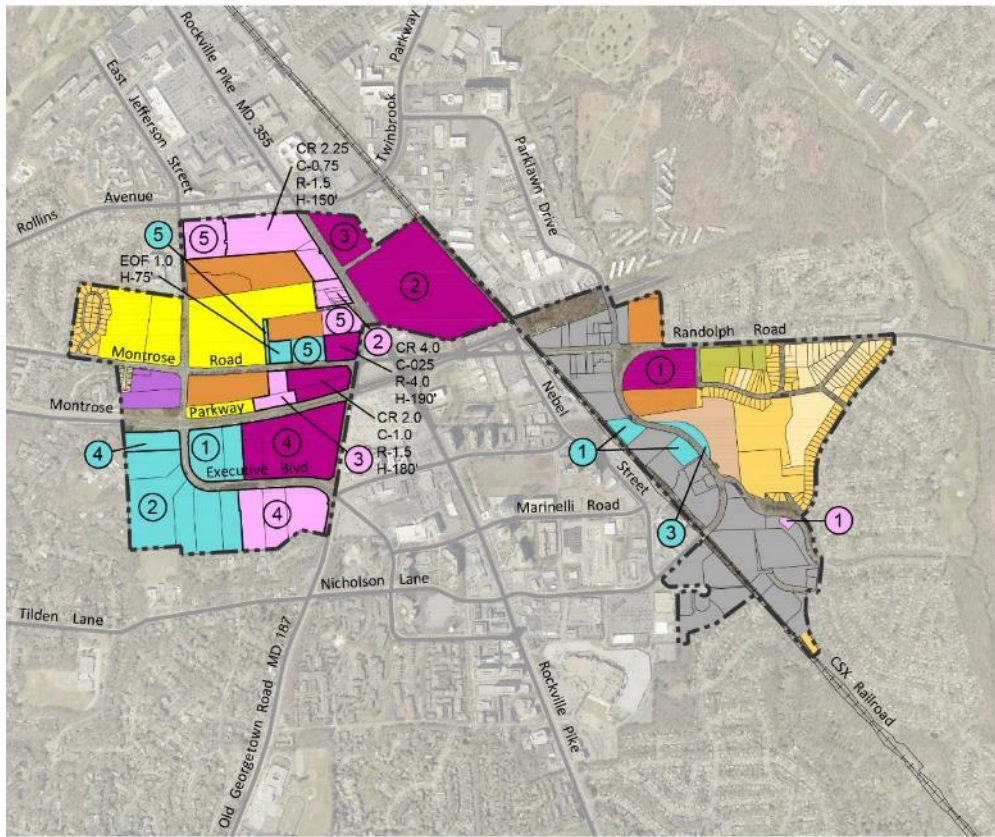 Rockville Pike MD. 355
East Jefferson Street
Twinbrook Parkway
Parklawn Drive
CR 2.25
C-0.75
R-1.5
H-150'
Rollins Avenue
5
5
3
EOF 1.0
H-75'
2
5
5
2
Randolph Road
Montrose Road
CR 4.0
C-025
R-4.0
H-190'
1
Montrose Parkway
CR 2.0
C-1.0
R-1.5
H-180'
3
4
1
4
Executive Blvd
Nebel Street
1
2
4
Marinelli Road
3
1
Nicholson Lane
Tilden Lane
Old Georgetown Road MD. 187
Rockville Pike
CSX Railroad